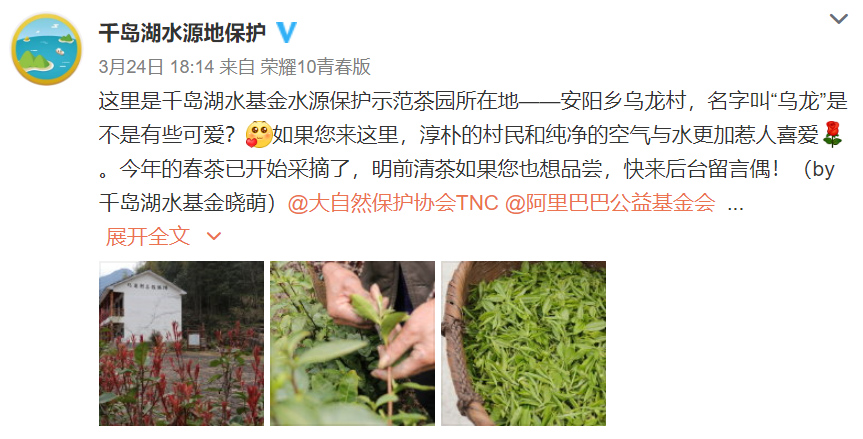 千岛湖水源地保护
3月24日 18:14 来自 荣耀10青春版
这里是千岛湖水基金水源保护示范茶园所在地——安阳乡乌龙村，名字叫“乌龙”是
不是有些可爱？如果您来这里，淳朴的村民和纯净的空气与水更加惹人喜爱
。今年的春茶已开始采摘了，明前清茶如果您也想品尝，快来后台留言偶！（by
千岛湖水基金晓萌）@大自然保护协会TNC @阿里巴巴公益基金会 ...
展开全文